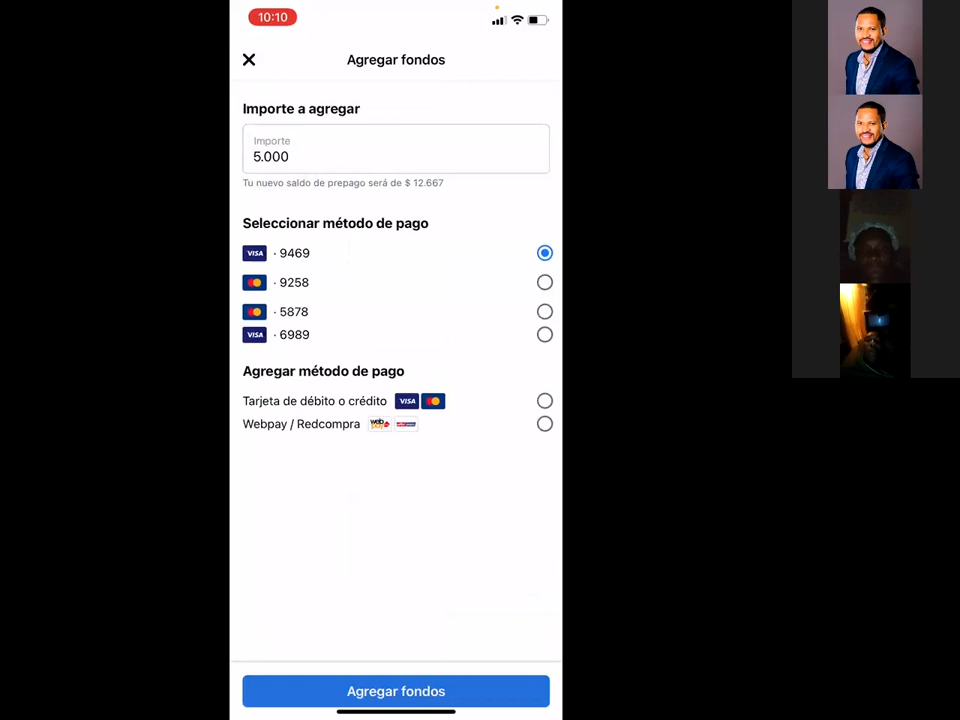 10:10
Agregar fondos
Importe a agregar
Importe
5.000
Tu nuevo saldo de prepago será de $ 12.667
Seleccionar método de pago
VISA · 9469
· 9258
· 5878
VISA · 6989
Agregar método de pago
Tarjeta de débito o crédito VISA
Webpay / Redcompra web pay
Agregar fondos